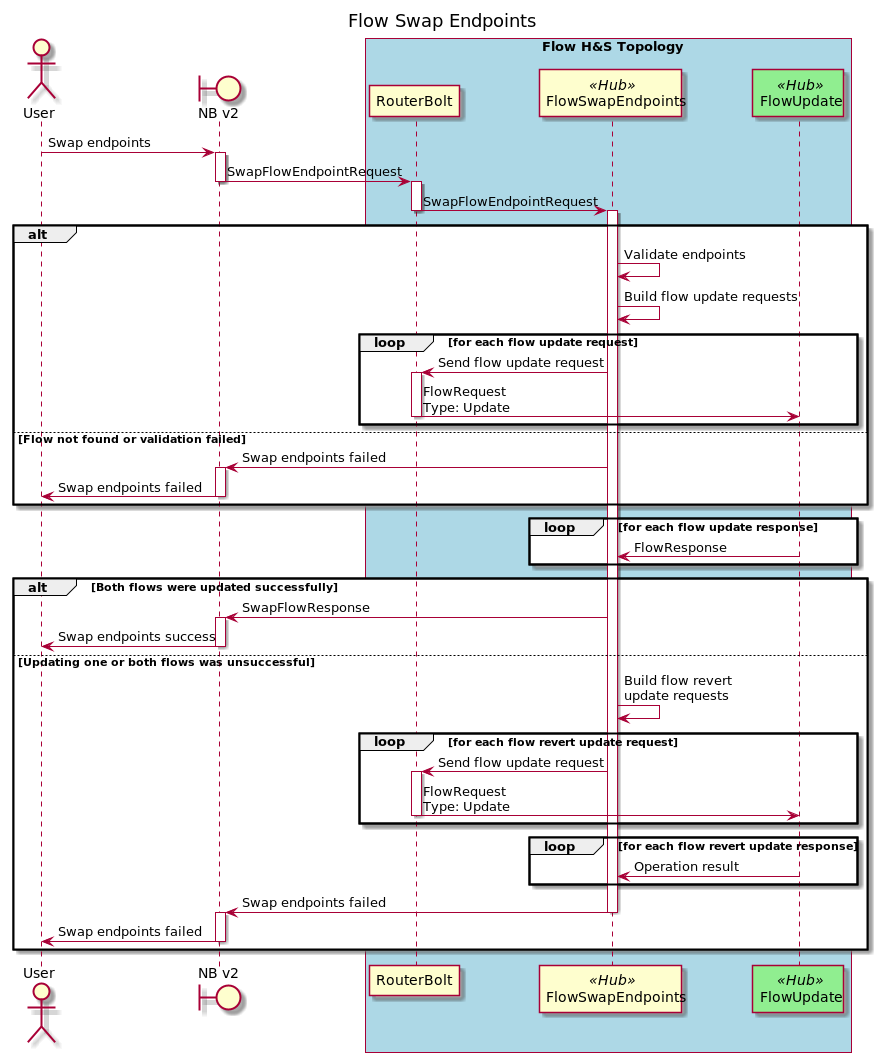 Flow Swap Endpoints
Flow H&S Topology
User
NB v2
RouterBolt
«Hub»
FlowSwapEndpoints
«Hub»
FlowUpdate
Swap endpoints
SwapFlowEndpointRequest
SwapFlowEndpointRequest
alt
Validate endpoints
Build flow update requests
loop [for each flow update request]
Send flow update request
FlowRequest
Type: Update
[Flow not found or validation failed]
Swap endpoints failed
Swap endpoints failed
loop [for each flow update response]
FlowResponse
alt [Both flows were updated successfully]
SwapFlowResponse
Swap endpoints success
[Updating one or both flows was unsuccessful]
Build flow revert
update requests
loop [for each flow revert update request]
Send flow update request
FlowRequest
Type: Update
loop [for each flow revert update response]
Operation result
Swap endpoints failed
Swap endpoints failed
User
NB v2
RouterBolt
«Hub»
FlowSwapEndpoints
«Hub»
FlowUpdate